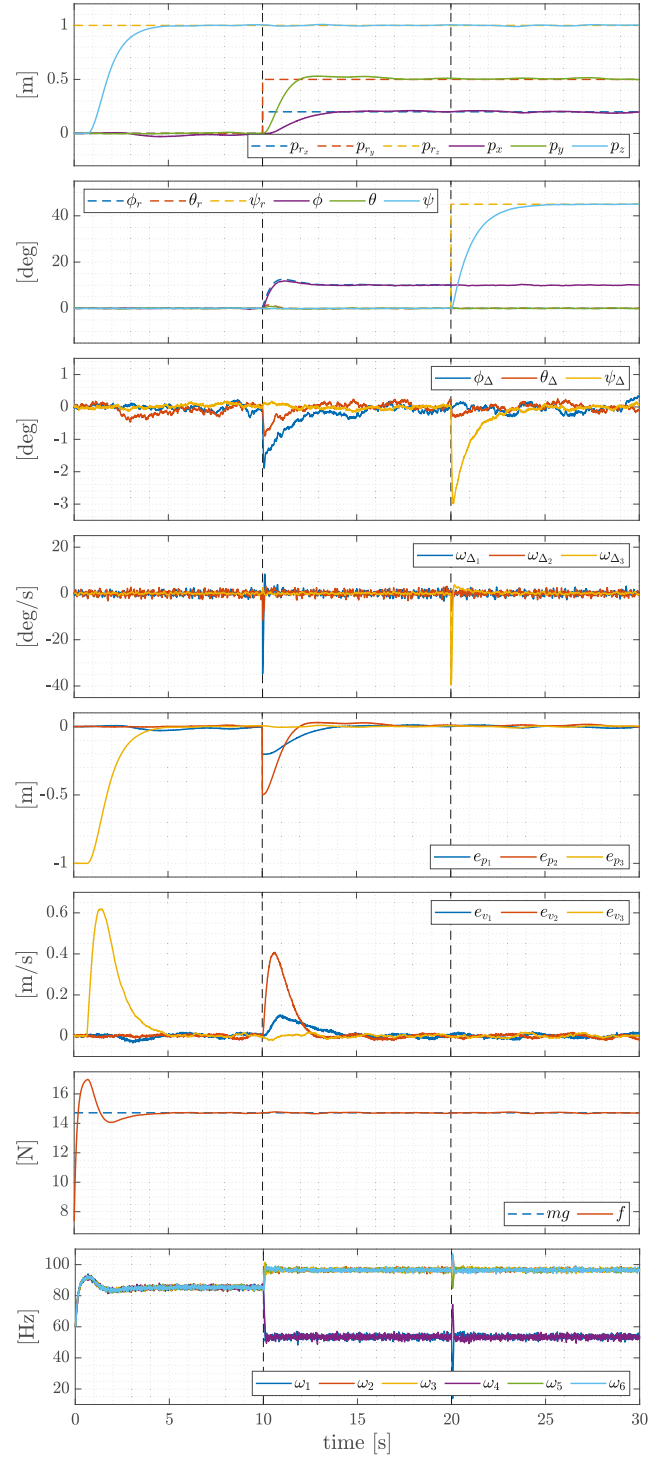 1
0.5
0
[m]
p_{r_x} p_{r_y} p_{r_z} p_x p_y p_z
ϕ_r θ_r ψ_r ϕ θ ψ
40
20
0
[deg]
ϕ_Δ θ_Δ ψ_Δ
1
0
-1
-2
-3
[deg]
ω_{Δ_1} ω_{Δ_2} ω_{Δ_3}
20
0
-20
-40
[deg/s]
0
-0.5
-1
[m]
e_{p_1} e_{p_2} e_{p_3}
e_{v_1} e_{v_2} e_{v_3}
0.6
0.4
0.2
0
[m/s]
16
14
12
10
8
[N]
mg f
100
80
60
40
20
[Hz]
ω_1 ω_2 ω_3 ω_4 ω_5 ω_6
0 5 10 15 20 25 30
time [s]